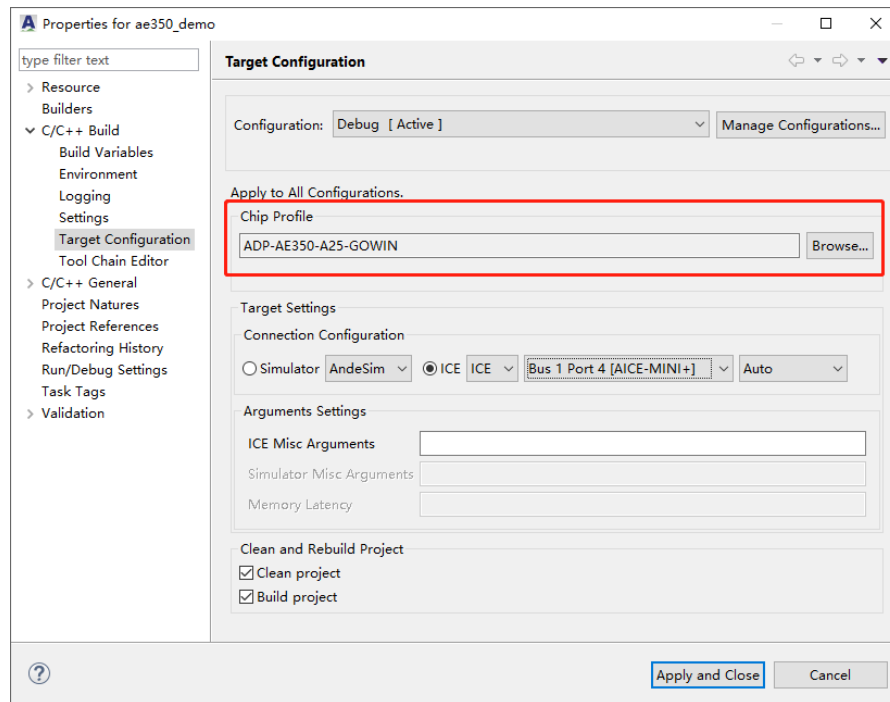 Properties for ae350_demo
type filter text
Target Configuration
Resource
Builders
C/C++ Build
Build Variables
Environment
Logging
Settings
Target Configuration
Tool Chain Editor
C/C++ General
Project Natures
Project References
Refactoring History
Run/Debug Settings
Task Tags
Validation
Configuration: Debug [ Active ] Manage Configurations...
Apply to All Configurations.
Chip Profile
ADP-AE350-A25-GOWIN Browse...
Target Settings
Connection Configuration
Simulator AndeSim ICE ICE Bus 1 Port 4 [AICE-MINI+] Auto
Arguments Settings
ICE Misc Arguments
Simulator Misc Arguments
Memory Latency
Clean and Rebuild Project
Clean project
Build project
? Apply and Close Cancel